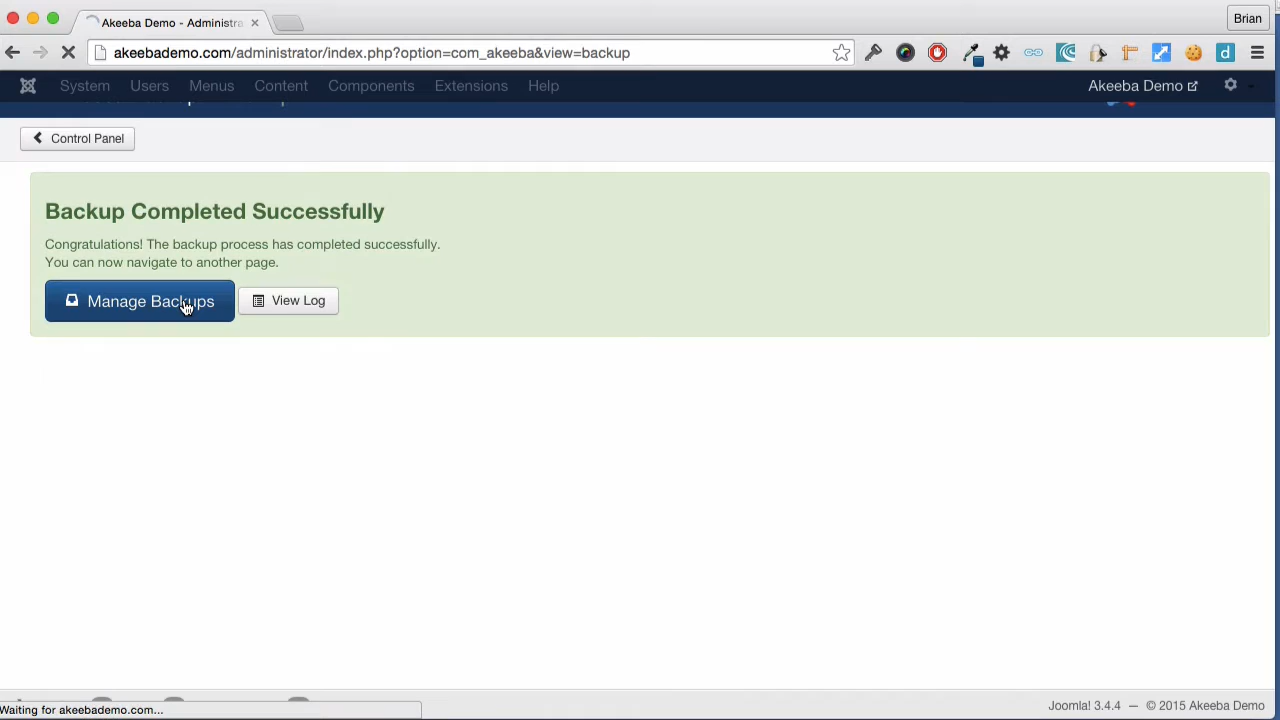 Akeeba Demo - Administra
Brian
akeebademo.com/administrator/index.php?option=com_akeeba&view=backup
System Users Menus Content Components Extensions Help Akeeba Demo
Control Panel
Backup Completed Successfully
Congratulations! The backup process has completed successfully.
You can now navigate to another page.
Manage Backups View Log
Waiting for akeebademo.com...
Joomla! 3.4.4 — © 2015 Akeeba Demo